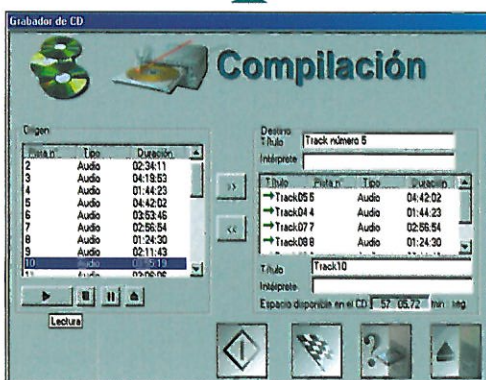 Grabador de CD
Compilación
Origen
Pista nº Tipo Duración
2 Audio 02:34:11
3 Audio 04:19:53
4 Audio 01:44:23
5 Audio 04:42:02
6 Audio 03:53:46
7 Audio 02:56:54
8 Audio 01:24:30
9 Audio 02:11:43
10 Audio
11 Audio
Lectura
>>
<<
Destino
Título Track número 5
Intérprete
Título Pista nº Tipo Duración
Track05 5 Audio 04:42:02
Track04 4 Audio 01:44:23
Track07 7 Audio 02:56:54
Track08 8 Audio 01:24:30
Título Track10
Intérprete
Espacio disponible en el CD 57 05.72 min seg